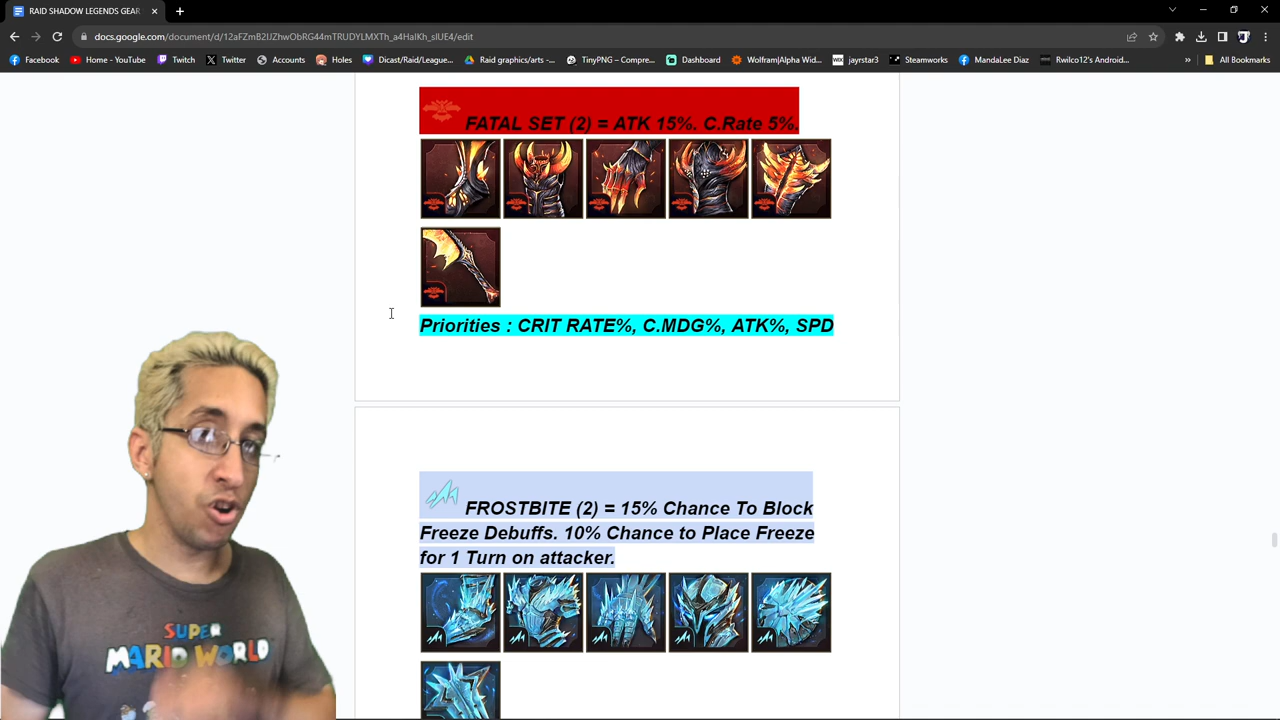 RAID SHADOW LEGENDS GEAR
docs.google.com/document/d/12aFZmB2IJZhwObRG44mTRUDYLMXTh_a4HaIKh_sIUE4/edit
Facebook Home - YouTube Twitch Twitter Accounts Holes Dicast/Raid/League... Raid graphics/arts -... TinyPNG – Compre... Dashboard Wolfram|Alpha Wid... jayrstar3 Steamworks MandaLee Diaz Rwilco12's Android... » All Bookmarks
FATAL SET (2) = ATK 15%. C.Rate 5%.
Priorities : CRIT RATE%, C.MDG%, ATK%, SPD
FROSTBITE (2) = 15% Chance To Block
Freeze Debuffs. 10% Chance to Place Freeze
for 1 Turn on attacker.
SUPER
MARIO WORLD